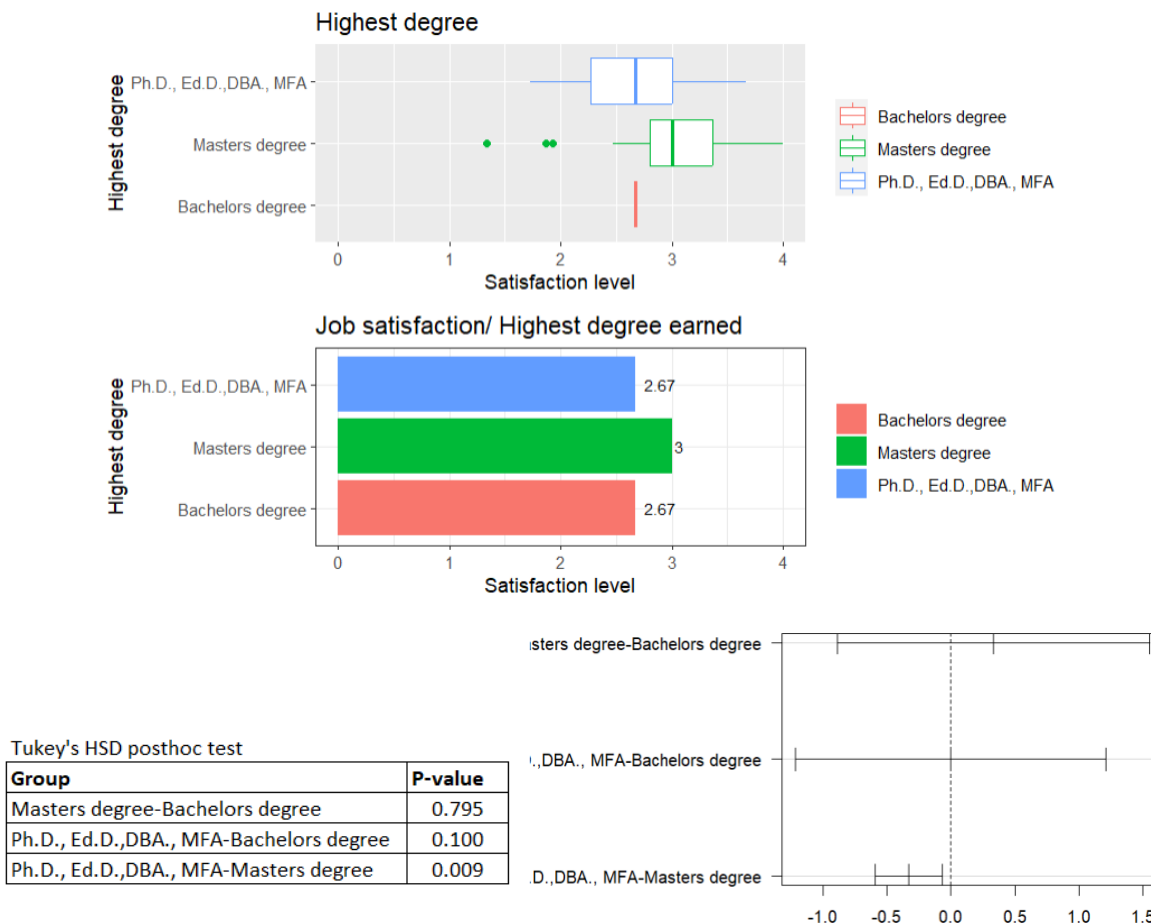 Highest degree
Highest degree
Ph.D., Ed.D.,DBA., MFA
Masters degree
Bachelors degree
0 1 2 3 4
Satisfaction level
Bachelors degree
Masters degree
Ph.D., Ed.D.,DBA., MFA
Job satisfaction/ Highest degree earned
Highest degree
Ph.D., Ed.D.,DBA., MFA
2.67
Masters degree
3
Bachelors degree
2.67
0 1 2 3 4
Satisfaction level
Bachelors degree
Masters degree
Ph.D., Ed.D.,DBA., MFA
Tukey's HSD posthoc test
Group P-value
Masters degree-Bachelors degree 0.795
Ph.D., Ed.D.,DBA., MFA-Bachelors degree 0.100
Ph.D., Ed.D.,DBA., MFA-Masters degree 0.009
sters degree-Bachelors degree
.,DBA., MFA-Bachelors degree
.D.,DBA., MFA-Masters degree
-1.0 -0.5 0.0 0.5 1.0 1.5